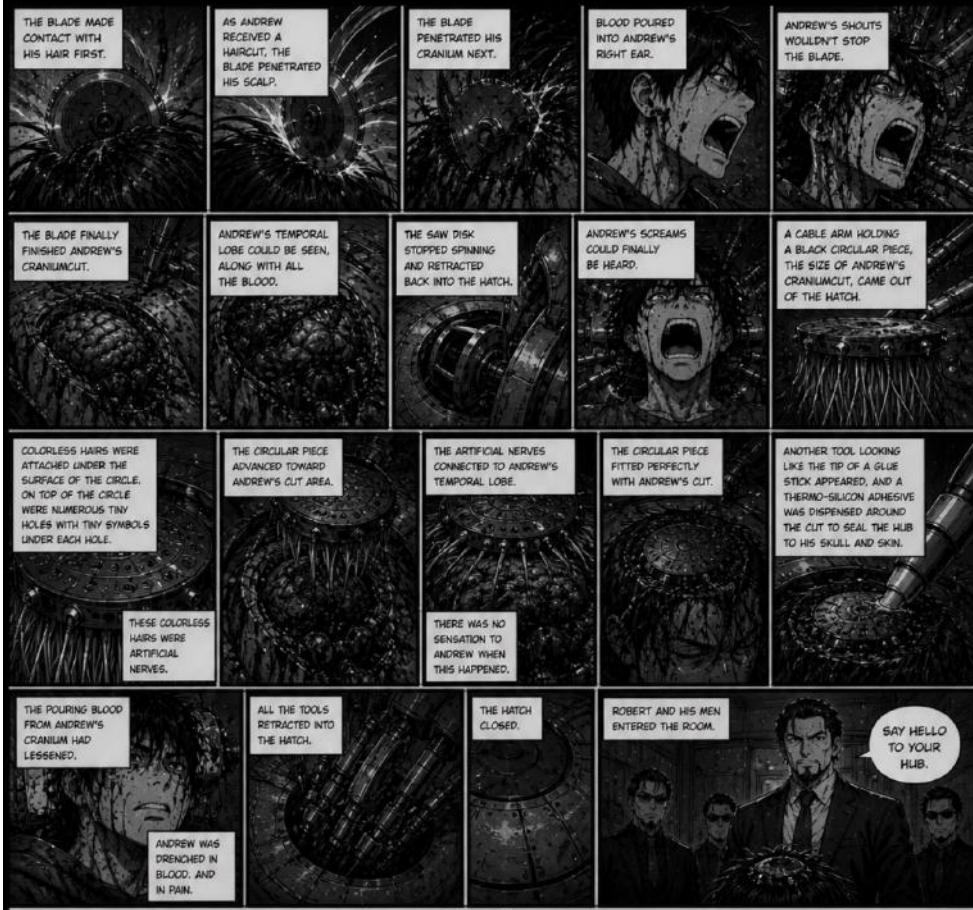 THE BLADE MADE
CONTACT WITH
HIS HAIR FIRST.
AS ANDREW
RECEIVED A
HAIRCUT, THE
BLADE PENETRATED
HIS SCALP.
THE BLADE
PENETRATED HIS
CRANIUM NEXT.
BLOOD POURED
INTO ANDREW'S
RIGHT EAR.
ANDREW'S SHOUTS
WOULDN'T STOP
THE BLADE.
THE BLADE FINALLY
FINISHED ANDREW'S
CRANIUMCUT.
ANDREW'S TEMPORAL
LOBE COULD BE SEEN,
ALONG WITH ALL
THE BLOOD.
THE SAW DISK
STOPPED SPINNING
AND RETRACTED
BACK INTO THE HATCH.
ANDREW'S SCREAMS
COULD FINALLY
BE HEARD.
A CABLE ARM HOLDING
A BLACK CIRCULAR PIECE,
THE SIZE OF ANDREW'S
CRANIUMCUT, CAME OUT
OF THE HATCH.
COLORLESS HAIRS WERE
ATTACHED UNDER THE
SURFACE OF THE CIRCLE.
ON TOP OF THE CIRCLE
WERE NUMEROUS TINY
HOLES WITH TINY SYMBOLS
UNDER EACH HOLE.
THESE COLORLESS
HAIRS WERE
ARTIFICIAL
NERVES.
THE CIRCULAR PIECE
ADVANCED TOWARD
ANDREW'S CUT AREA.
THE ARTIFICIAL NERVES
CONNECTED TO ANDREW'S
TEMPORAL LOBE.
THERE WAS NO
SENSATION TO
ANDREW WHEN
THIS HAPPENED.
THE CIRCULAR PIECE
FITTED PERFECTLY
WITH ANDREW'S CUT.
ANOTHER TOOL LOOKING
LIKE THE TIP OF A GLUE
STICK APPEARED, AND A
THERMO-SILICON ADHESIVE
WAS DISPENSED AROUND
THE CUT TO SEAL THE HUB
TO HIS SKULL AND SKIN.
THE POURING BLOOD
FROM ANDREW'S
CRANIUM HAD
LESSENED.
ANDREW WAS
DRENCHED IN
BLOOD. AND
IN PAIN.
ALL THE TOOLS
RETRACTED INTO
THE HATCH.
THE HATCH
CLOSED.
ROBERT AND HIS MEN
ENTERED THE ROOM.
SAY HELLO
TO YOUR
HUB.